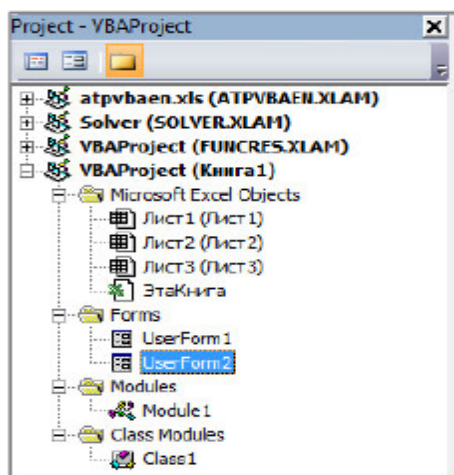 Project - VBAProject
atpvbaen.xls (ATPVBAEN.XLAM)
Solver (SOLVER.XLAM)
VBAProject (FUNCRES.XLAM)
VBAProject (Книга1)
Microsoft Excel Objects
Лист1 (Лист1)
Лист2 (Лист2)
Лист3 (Лист3)
ЭтаКнига
Forms
UserForm1
UserForm2
Modules
Module1
Class Modules
Class1